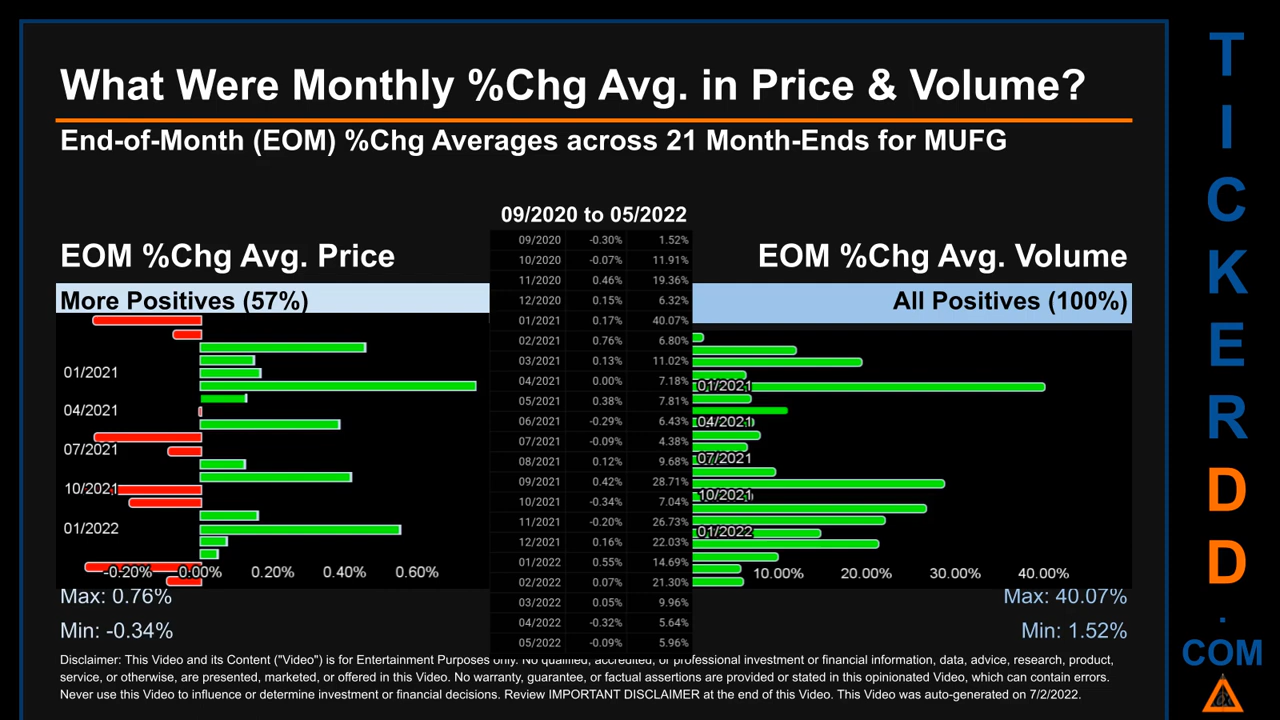 What Were Monthly %Chg Avg. in Price & Volume?
End-of-Month (EOM) %Chg Averages across 21 Month-Ends for MUFG
09/2020 to 05/2022
EOM %Chg Avg. Price
EOM %Chg Avg. Volume
More Positives (57%)
All Positives (100%)
09/2020 -0.30% 1.52%
10/2020 -0.07% 11.91%
11/2020 0.46% 19.36%
12/2020 0.15% 6.32%
01/2021 0.17% 40.07%
02/2021 0.76% 6.80%
03/2021 0.13% 11.02%
04/2021 0.00% 7.18%
05/2021 0.38% 7.81%
06/2021 -0.29% 6.43%
07/2021 -0.09% 4.38%
08/2021 0.12% 9.68%
09/2021 0.42% 28.71%
10/2021 -0.34% 7.04%
11/2021 -0.20% 26.73%
12/2021 0.16% 22.03%
01/2022 0.55% 14.69%
02/2022 0.07% 21.30%
03/2022 0.05% 9.96%
04/2022 -0.32% 5.64%
05/2022 -0.09% 5.96%
01/2021
04/2021
07/2021
10/2021
01/2022
-0.20% 0.00% 0.20% 0.40% 0.60%
01/2021
04/2021
07/2021
10/2021
01/2022
10.00% 20.00% 30.00% 40.00%
Max: 0.76%
Min: -0.34%
Max: 40.07%
Min: 1.52%
Disclaimer: This Video and its Content ("Video") is for Entertainment Purposes only. No qualified, accredited, or professional investment or financial information, data, advice, research, product,
service, or otherwise, are presented, marketed, or offered in this Video. No warranty, guarantee, or factual assertions are provided or stated in this opinionated Video, which can contain errors.
Never use this Video to influence or determine investment or financial decisions. Review IMPORTANT DISCLAIMER at the end of this Video. This Video was auto-generated on 7/2/2022.
T
I
C
K
E
R
D
D
.
COM